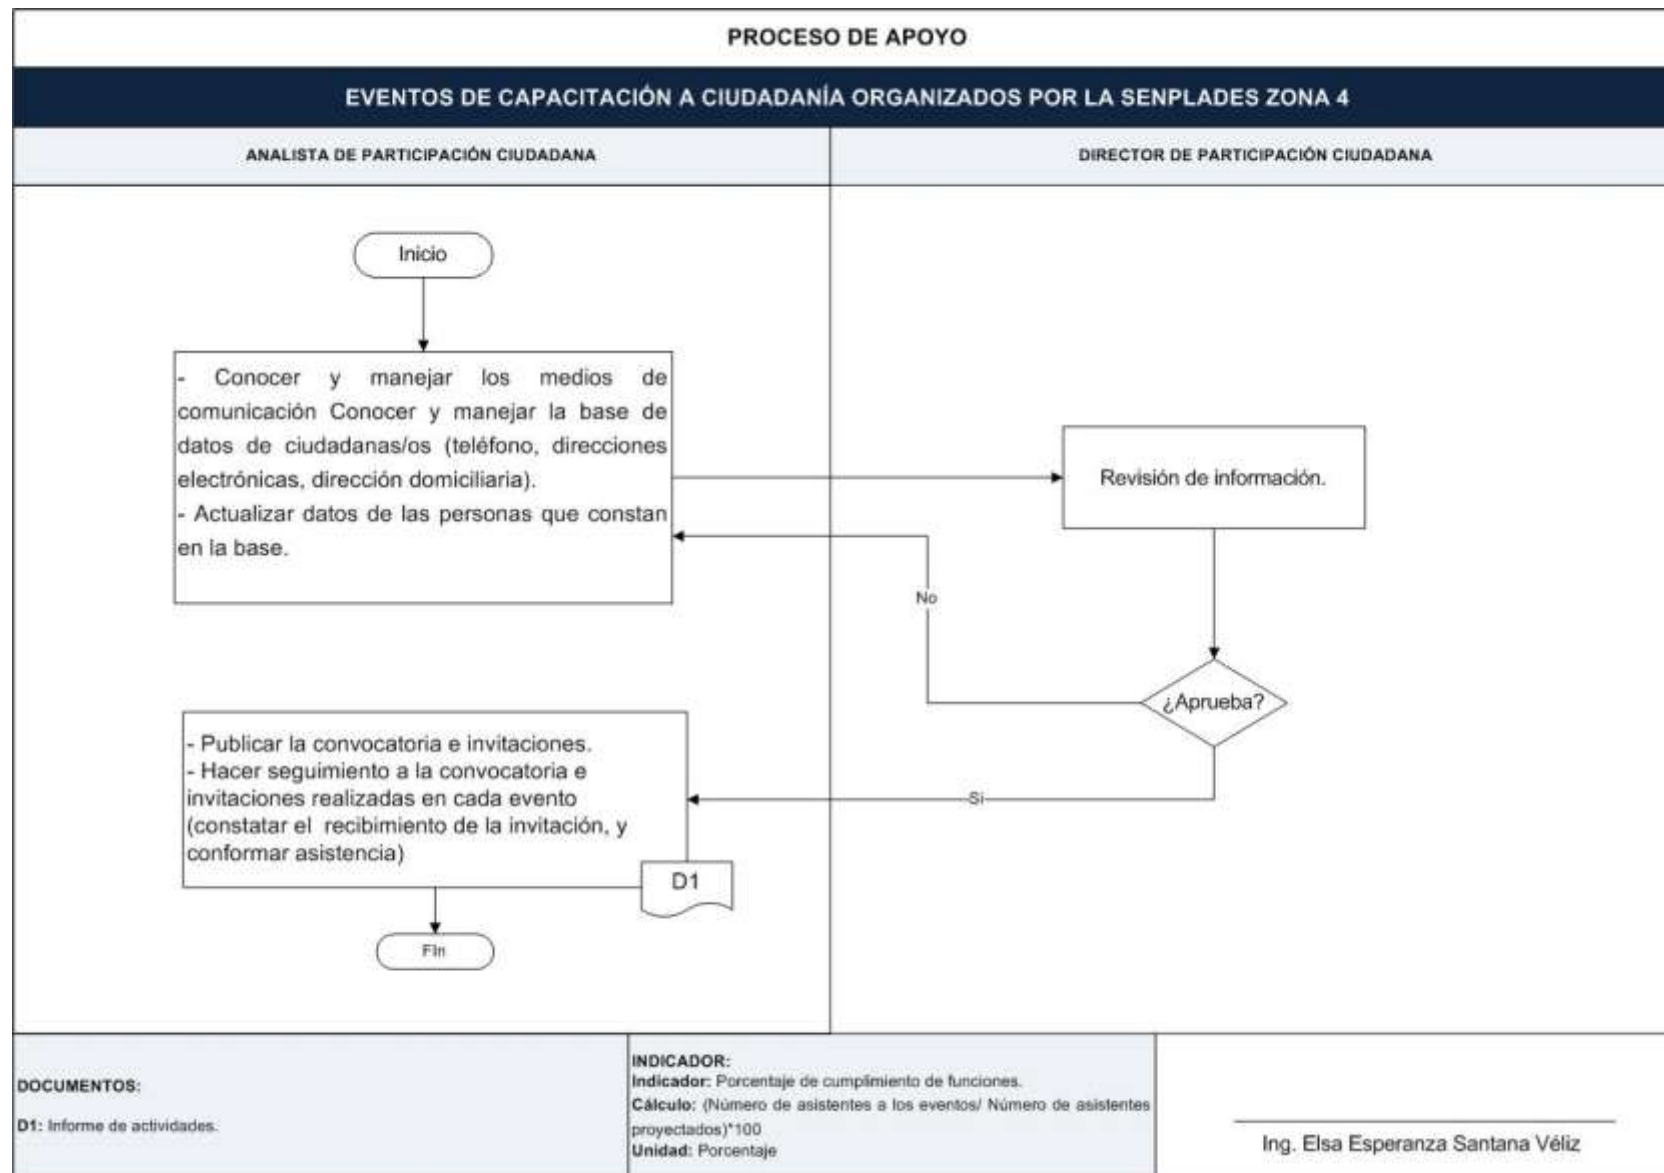 PROCESO DE APOYO
EVENTOS DE CAPACITACIÓN A CIUDADANÍA ORGANIZADOS POR LA SENPLADES ZONA 4
ANALISTA DE PARTICIPACIÓN CIUDADANA
DIRECTOR DE PARTICIPACIÓN CIUDADANA
Inicio
- Conocer y manejar los medios de
comunicación Conocer y manejar la base de
datos de ciudadanas/os (teléfono, direcciones
electrónicas, dirección domiciliaria).
- Actualizar datos de las personas que constan
en la base.
Revisión de información.
No
¿Aprueba?
- Publicar la convocatoria e invitaciones.
- Hacer seguimiento a la convocatoria e
invitaciones realizadas en cada evento
(constatar el recibimiento de la invitación, y
conformar asistencia)
Si
D1
FIn
DOCUMENTOS:
D1: Informe de actividades.
INDICADOR:
Indicador: Porcentaje de cumplimiento de funciones.
Cálculo: (Número de asistentes a los eventos/ Número de asistentes
proyectados)*100
Unidad: Porcentaje
Ing. Elsa Esperanza Santana Véliz